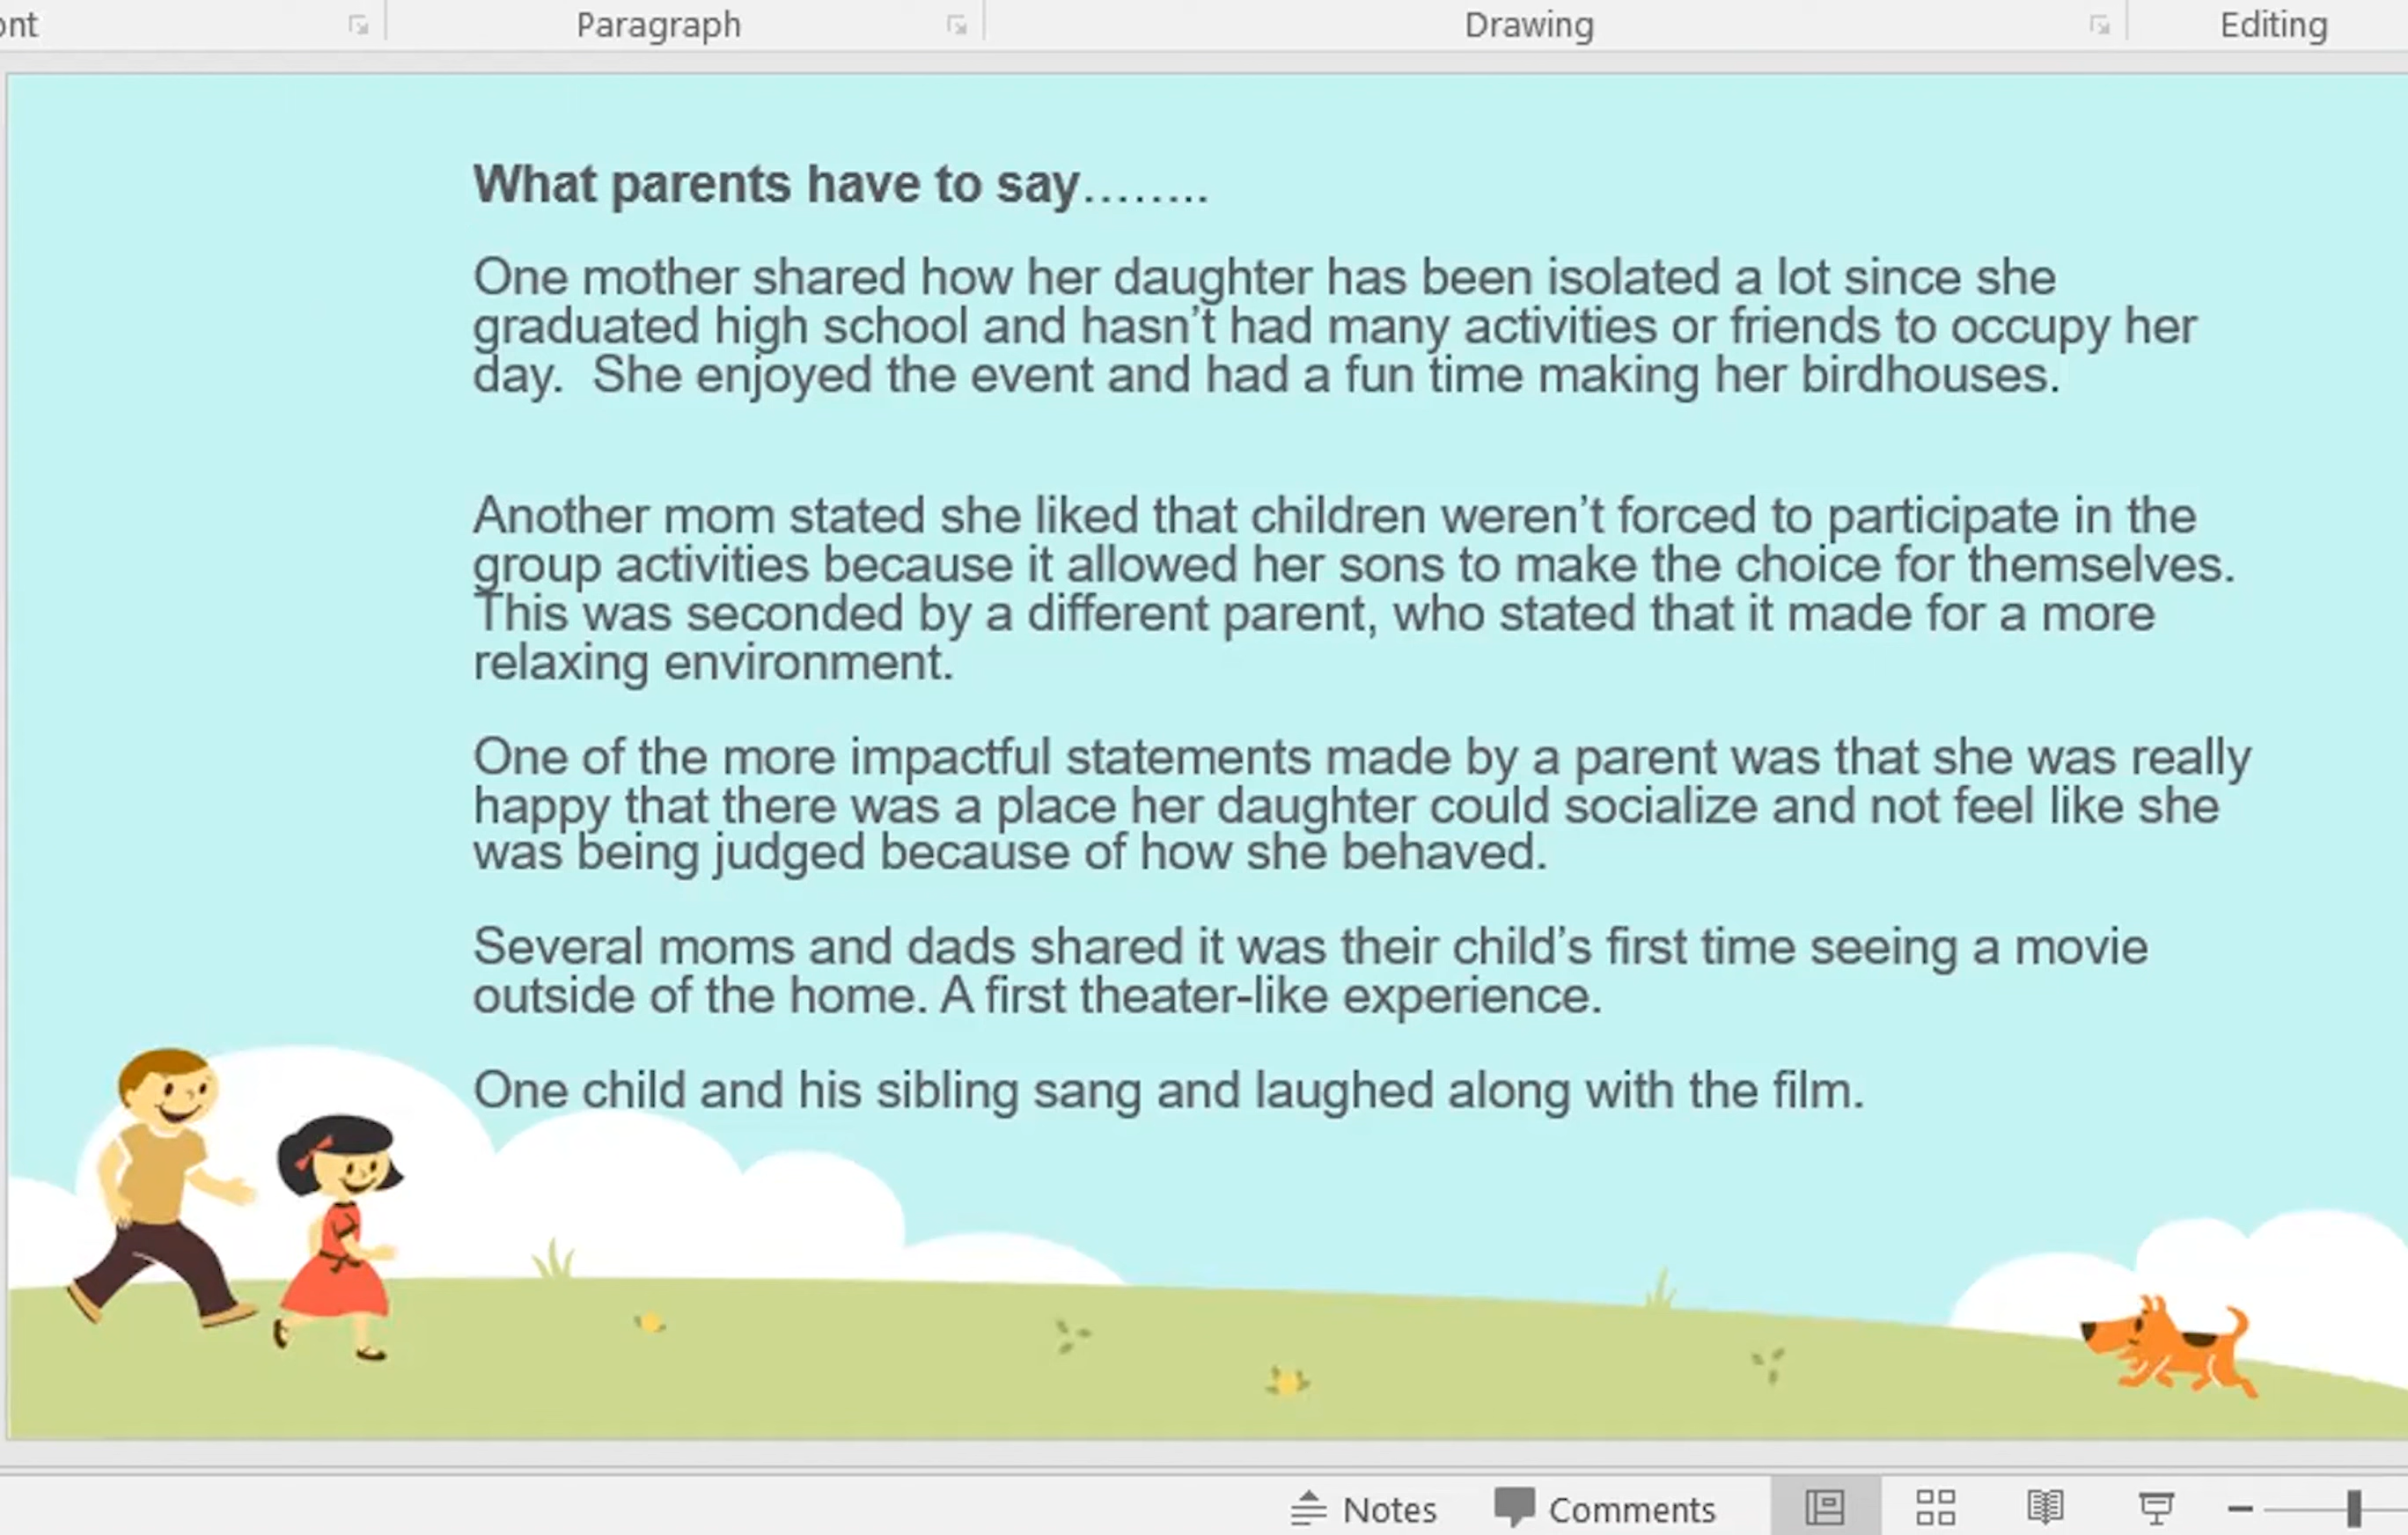 Paragraph
Drawing
Editing
What parents have to say........
One mother shared how her daughter has been isolated a lot since she
graduated high school and hasn’t had many activities or friends to occupy her
day.  She enjoyed the event and had a fun time making her birdhouses.
Another mom stated she liked that children weren’t forced to participate in the
group activities because it allowed her sons to make the choice for themselves.
This was seconded by a different parent, who stated that it made for a more
relaxing environment.
One of the more impactful statements made by a parent was that she was really
happy that there was a place her daughter could socialize and not feel like she
was being judged because of how she behaved.
Several moms and dads shared it was their child’s first time seeing a movie
outside of the home. A first theater-like experience.
One child and his sibling sang and laughed along with the film.
Notes
Comments